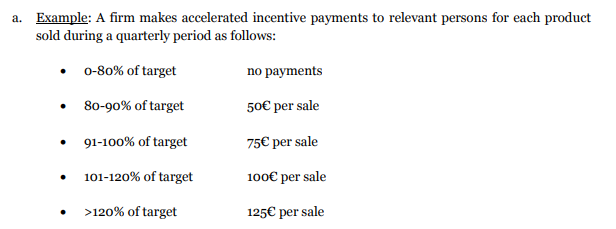 a. Example: A firm makes accelerated incentive payments to relevant persons for each product
sold during a quarterly period as follows:
• 0-80% of target no payments
• 80-90% of target 50€ per sale
• 91-100% of target 75€ per sale
• 101-120% of target 100€ per sale
• >120% of target 125€ per sale